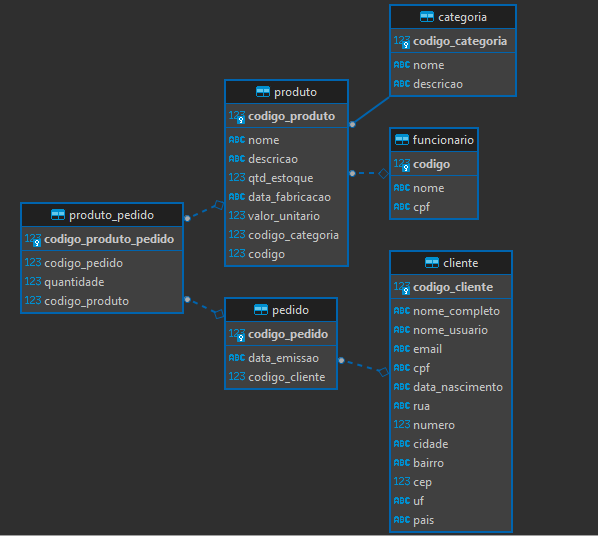 categoria
123 codigo_categoria
ABC nome
ABC descricao
produto
123 codigo_produto
ABC nome
ABC descricao
123 qtd_estoque
ABC data_fabricacao
123 valor_unitario
123 codigo_categoria
123 codigo
funcionario
123 codigo
ABC nome
ABC cpf
produto_pedido
123 codigo_produto_pedido
123 codigo_pedido
123 quantidade
123 codigo_produto
pedido
123 codigo_pedido
ABC data_emissao
123 codigo_cliente
cliente
123 codigo_cliente
ABC nome_completo
ABC nome_usuario
ABC email
ABC cpf
ABC data_nascimento
ABC rua
123 numero
ABC cidade
ABC bairro
123 cep
ABC uf
ABC pais